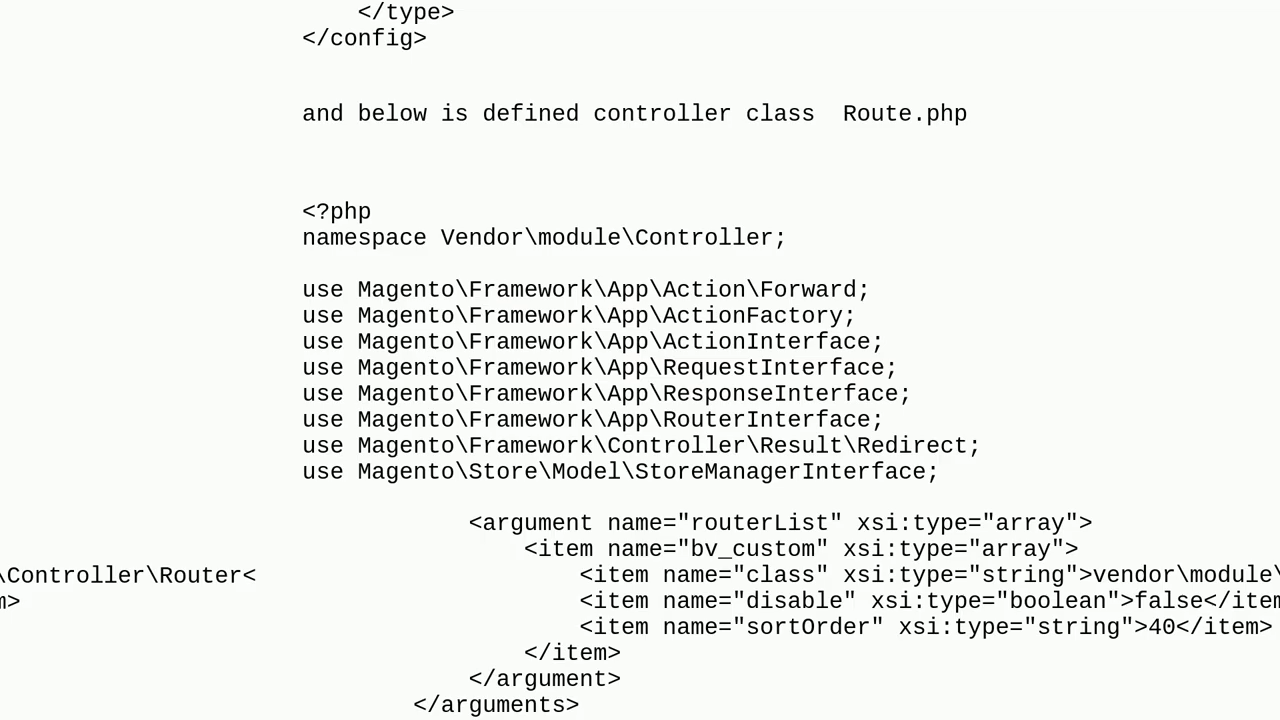 </type>
</config>
and below is defined controller class  Route.php
<?php
namespace Vendor\module\Controller;
use Magento\Framework\App\Action\Forward;
use Magento\Framework\App\ActionFactory;
use Magento\Framework\App\ActionInterface;
use Magento\Framework\App\RequestInterface;
use Magento\Framework\App\ResponseInterface;
use Magento\Framework\App\RouterInterface;
use Magento\Framework\Controller\Result\Redirect;
use Magento\Store\Model\StoreManagerInterface;
<argument name="routerList" xsi:type="array">
<item name="bv_custom" xsi:type="array">
\Controller\Router< <item name="class" xsi:type="string">vendor\module\
m> <item name="disable" xsi:type="boolean">false</item
<item name="sortOrder" xsi:type="string">40</item>
</item>
</argument>
</arguments>